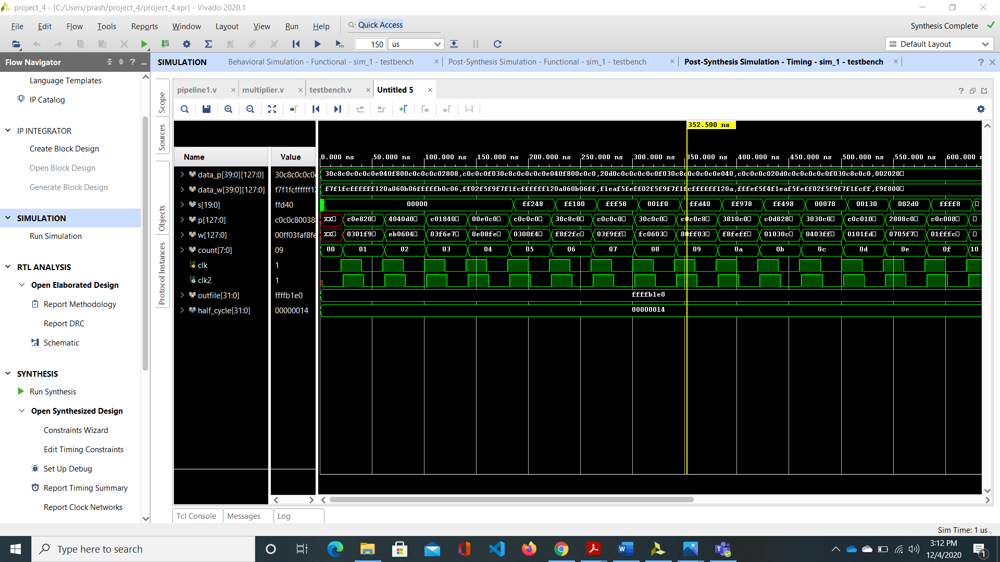 project_4 - [C:/Users/prash/project_4/project_4.xpr] - Vivado 2020.1
File Edit Flow Tools Reports Window Layout View Run Help Quick Access Synthesis Complete
150 us Default Layout
Flow Navigator
SIMULATION Behavioral Simulation - Functional - sim_1 - testbench Post-Synthesis Simulation - Functional - sim_1 - testbench Post-Synthesis Simulation - Timing - sim_1 - testbench
Language Templates
IP Catalog
IP INTEGRATOR
Create Block Design
Open Block Design
Generate Block Design
SIMULATION
Run Simulation
RTL ANALYSIS
Open Elaborated Design
Report Methodology
Report DRC
Schematic
SYNTHESIS
Run Synthesis
Open Synthesized Design
Constraints Wizard
Edit Timing Constraints
Set Up Debug
Report Timing Summary
Report Clock Networks
Scope
Sources
Objects
Protocol Instances
pipeline1.v multiplier.v testbench.v Untitled 5
352.500 ns
Name Value 0.000 ns 50.000 ns 100.000 ns 150.000 ns 200.000 ns 250.000 ns 300.000 ns 350.000 ns 400.000 ns 450.000 ns 500.000 ns 550.000 ns 600.000
data_p[39:0][127:0] 30c8c0c0c0
data_w[39:0][127:0] f7f1fcffffff12
s[19:0] ffd40 00000 ff248 ff180 fff58 001f0 ffd40 ff978 ff498 00078 00130 002d0 ffff8
p[127:0] c0c0c80038 XX c0e820 4040d0 c01840 00e0c0 c0c0c0 38c8c0 c0c0c0 30c0c0 c0c0c8 3810c0 c0d828 3030c0 c0c010 2808c0 c0c008
w[127:0] 00ff03faf8fe XX 0301f9 eb0604 03f6e7 0e08fe 0300f4 f8f2fc 03f9ff fc0603 00ff03 f8feff 01030c 0403ff 0101fd 0705f7 01fffc
count[7:0] 09 00 01 02 03 04 05 06 07 08 09 0a 0b 0c 0d 0e 0f 10
clk 1
clk2 1
outfile[31:0] ffffb1e0 ffffb1e0
half_cycle[31:0] 00000014 00000014
Tcl Console Messages Log
Sim Time: 1 us
Type here to search
3:12 PM
12/4/2020
1